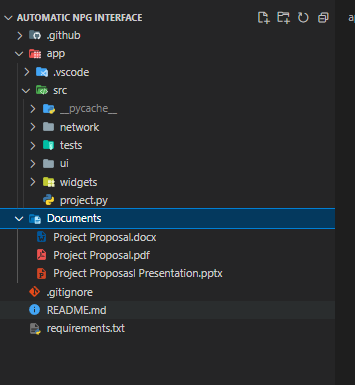 AUTOMATIC NPG INTERFACE
.github
app
.vscode
src
__pycache__
network
tests
ui
widgets
project.py
Documents
Project Proposal.docx
Project Proposal.pdf
Project Proposasl Presentation.pptx
.gitignore
README.md
requirements.txt